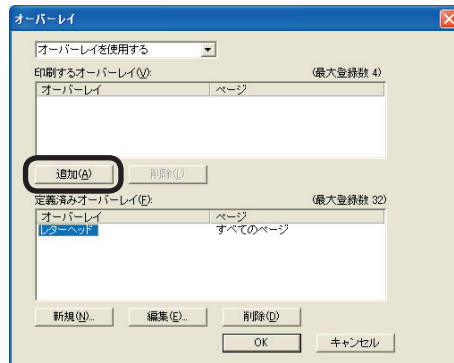 オーバーレイ
オーバーレイを使用する
印刷するオーバーレイ(V): (最大登録数 4)
オーバーレイ ページ
追加(A) 削除(L)
定義済みオーバーレイ(F): (最大登録数 32)
オーバーレイ ページ
レターヘッド すべてのページ
新規(N)... 編集(E)... 削除(D)
OK キャンセル